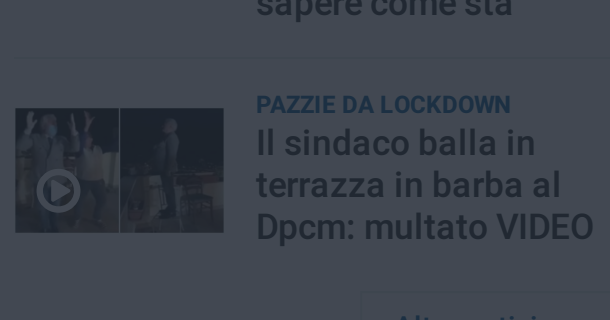 sapere come sta
PAZZIE DA LOCKDOWN
Il sindaco balla in
terrazza in barba al
Dpcm: multato VIDEO